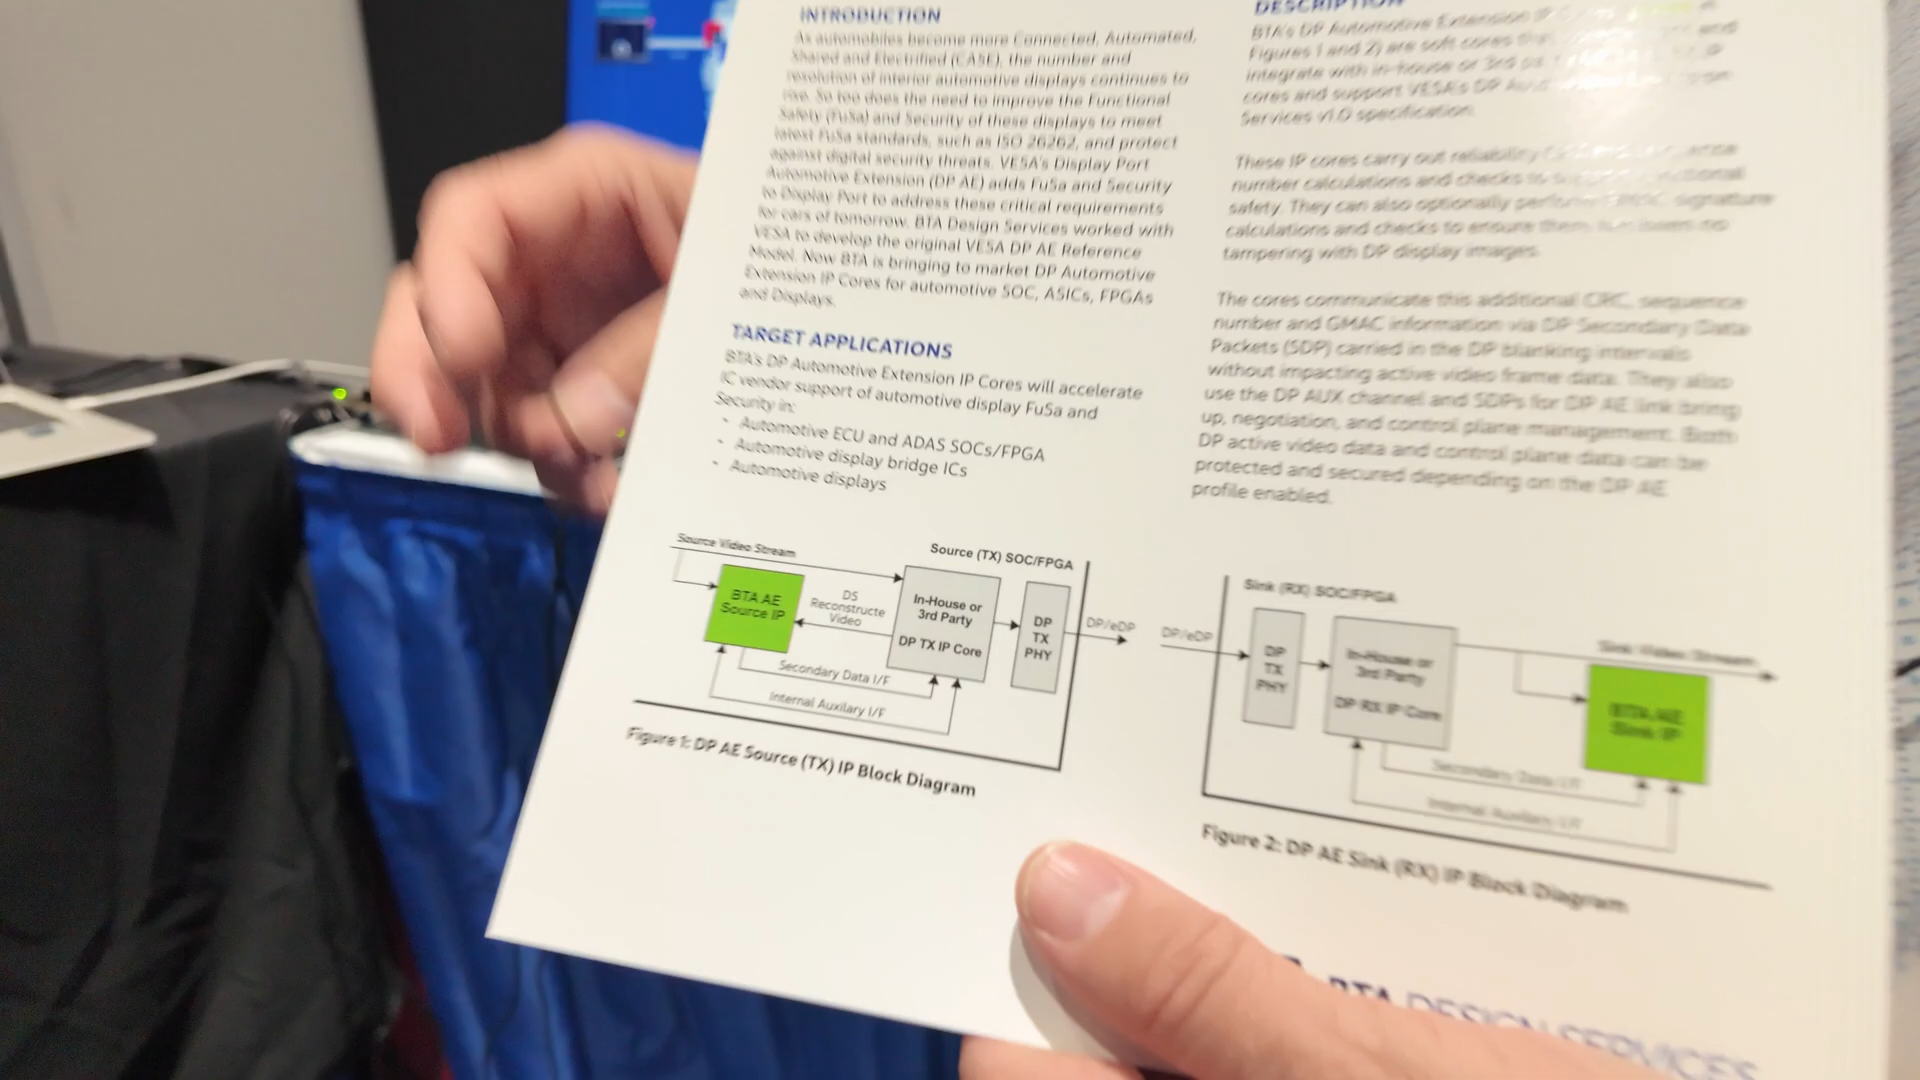 INTRODUCTION
As automobiles become more Connected, Automated,
Shared and Electrified (CASE), the number and
resolution of interior automotive displays continues to
rise. So too does the need to improve the Functional
Safety (FuSa) and Security of these displays to meet
latest FuSa standards, such as ISO 26262, and protect
against digital security threats. VESA's Display Port
Automotive Extension (DP AE) adds FuSa and Security
to Display Port to address these critical requirements
for cars of tomorrow. BTA Design Services worked with
VESA to develop the original VESA DP AE Reference
Model. Now BTA is bringing to market DP Automotive
Extension IP Cores for automotive SOC, ASICs, FPGAs
and Displays.
TARGET APPLICATIONS
BTA's DP Automotive Extension IP Cores will accelerate
IC vendor support of automotive display FuSa and
Security in:
• Automotive ECU and ADAS SOCs/FPGA
• Automotive display bridge ICs
• Automotive displays
DESCRIPTION
BTA's DP Automotive Extension IP
Figures 1 and 2) are soft cores
integrate with in-house or 3rd
cores and support VESA's DP
Services v1.0 specification.
These IP cores carry out reliability
number calculations and checks to
safety. They can also optionally perform signature
calculations and checks to ensure
tampering with DP display images.
The cores communicate this additional CRC, sequence
number and GMAC information via DP Secondary Data
Packets (SDP) carried in the DP blanking intervals
without impacting active video frame data. They also
use the DP AUX channel and SDPs for DP AE link bring
up, negotiation, and control plane management. Both
DP active video data and control plane data can be
protected and secured depending on the DP AE
profile enabled.
Source Video Stream
Source (TX) SOC/FPGA
BTA AE
Source IP
DS
Reconstructe
Video
In-House or
3rd Party
DP TX IP Core
DP
TX
PHY
DP/eDP
Secondary Data I/F
Internal Auxilary I/F
Figure 1: DP AE Source (TX) IP Block Diagram
Sink (RX) SOC/FPGA
DP/eDP
DP
TX
PHY
In-House or
3rd Party
DP RX IP Core
Sink Video Stream
BTA AE
Sink IP
Secondary Data I/F
Internal Auxilary I/F
Figure 2: DP AE Sink (RX) IP Block Diagram
BTA DESIGN SERVICES